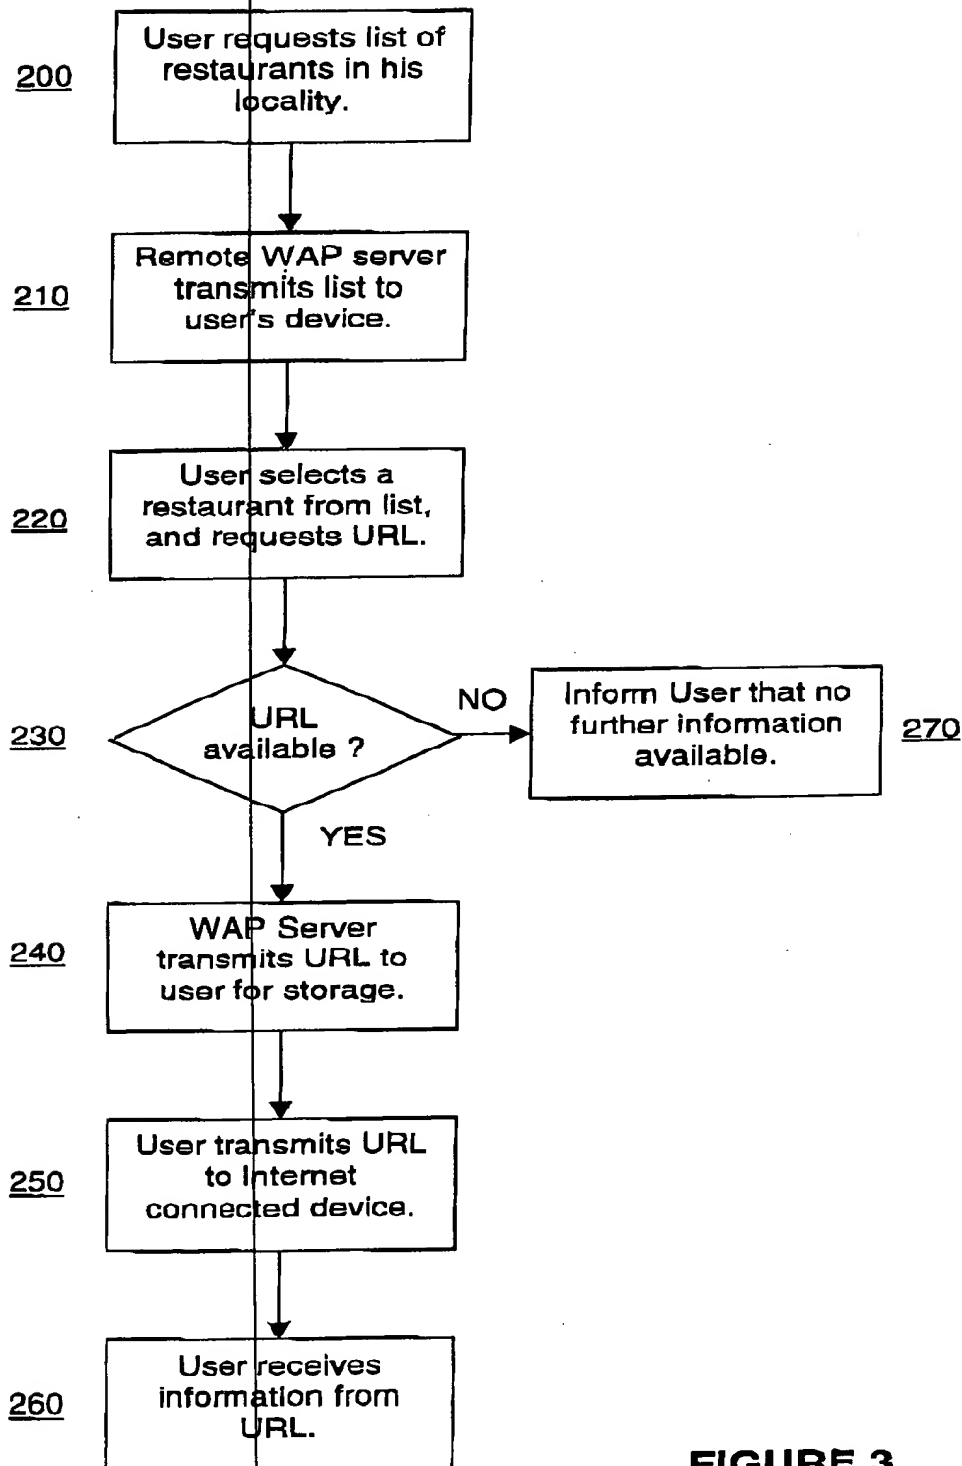 User requests list of
restaurants in his
locality.
200
Remote WAP server
transmits list to
user's device.
210
User selects a
restaurant from list,
and requests URL.
220
URL
available ?
230
NO
Inform User that no
further information
available.
270
YES
WAP Server
transmits URL to
user for storage.
240
User transmits URL
to Internet
connected device.
250
User receives
information from
URL.
260
FIGURE 3